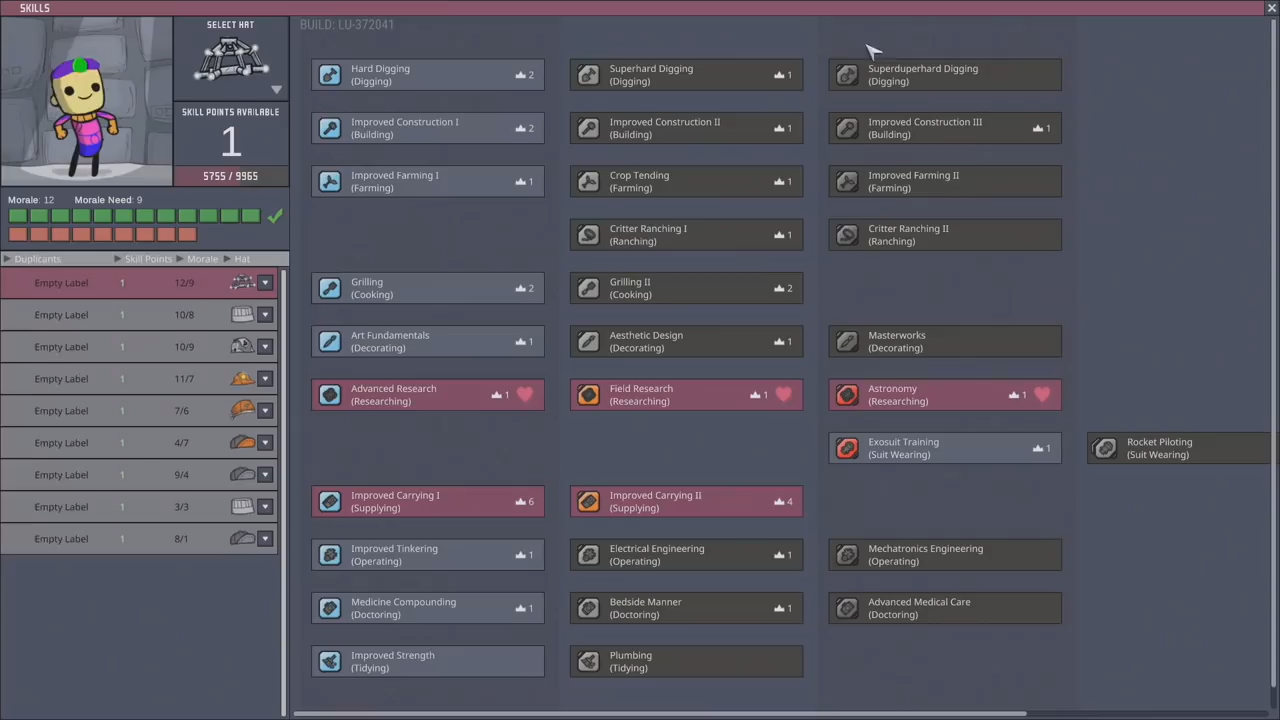 SKILLS
SELECT HAT
BUILD: LU-372041
SKILL POINTS AVAILABLE
1
5755 / 9965
Morale: 12 Morale Need: 9
Duplicants Skill Points Morale Hat
Empty Label 1 12/9
Empty Label 1 10/8
Empty Label 1 10/9
Empty Label 1 11/7
Empty Label 1 7/6
Empty Label 1 4/7
Empty Label 1 9/4
Empty Label 1 3/3
Empty Label 1 8/1
Hard Digging
(Digging)
2
Superhard Digging
(Digging)
1
Superduperhard Digging
(Digging)
Improved Construction I
(Building)
2
Improved Construction II
(Building)
1
Improved Construction III
(Building)
1
Improved Farming I
(Farming)
1
Crop Tending
(Farming)
1
Improved Farming II
(Farming)
Critter Ranching I
(Ranching)
1
Critter Ranching II
(Ranching)
Grilling
(Cooking)
2
Grilling II
(Cooking)
2
Art Fundamentals
(Decorating)
1
Aesthetic Design
(Decorating)
1
Masterworks
(Decorating)
Advanced Research
(Researching)
1
Field Research
(Researching)
1
Astronomy
(Researching)
1
Exosuit Training
(Suit Wearing)
1
Rocket Piloting
(Suit Wearing)
Improved Carrying I
(Supplying)
6
Improved Carrying II
(Supplying)
4
Improved Tinkering
(Operating)
1
Electrical Engineering
(Operating)
1
Mechatronics Engineering
(Operating)
Medicine Compounding
(Doctoring)
1
Bedside Manner
(Doctoring)
1
Advanced Medical Care
(Doctoring)
Improved Strength
(Tidying)
Plumbing
(Tidying)